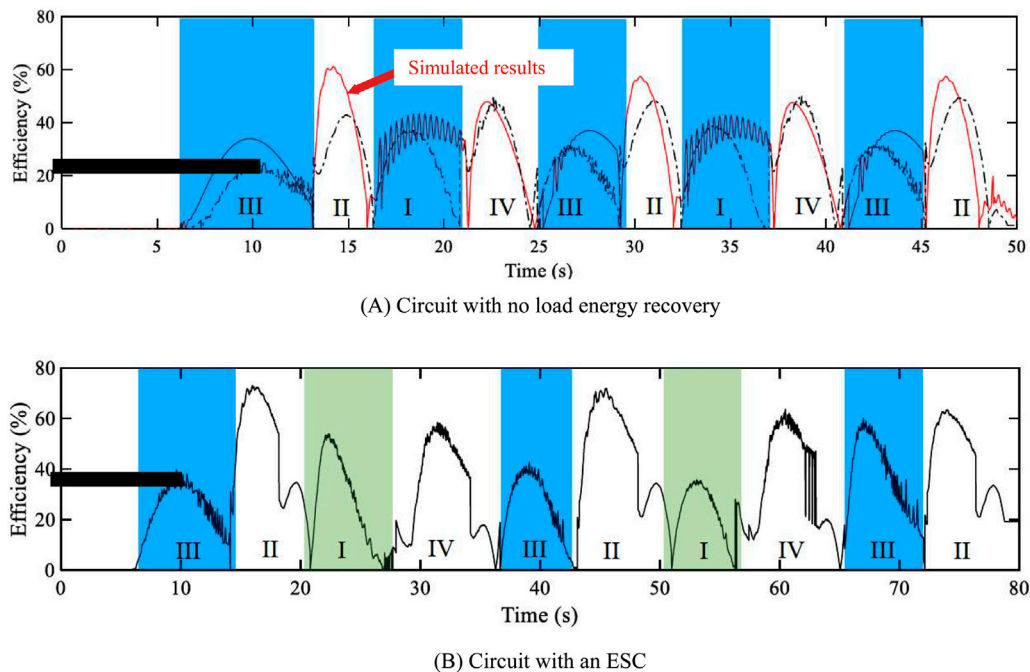 80
60
40
20
0
Efficiency (%)
Simulated results
III
II
I
IV
III
II
I
IV
III
II
0 5 10 15 20 25 30 35 40 45 50
Time (s)
(A) Circuit with no load energy recovery
80
60
40
20
0
Efficiency (%)
III
II
I
IV
III
II
I
IV
III
II
0 10 20 30 40 50 60 70 80
Time (s)
(B) Circuit with an ESC